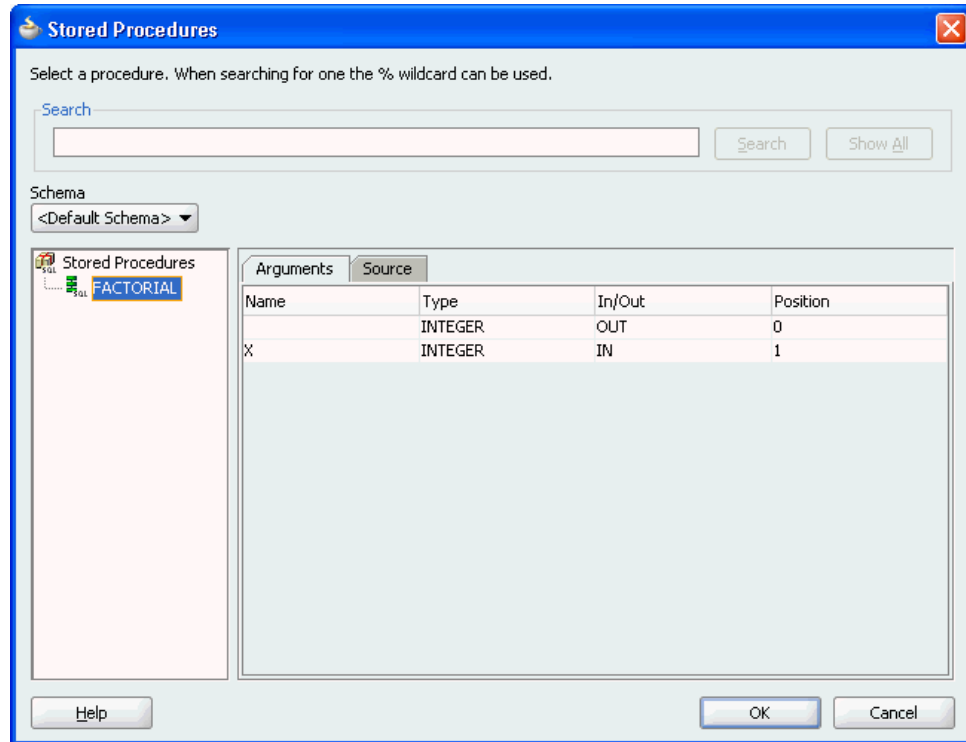 Stored Procedures
Select a procedure. When searching for one the % wildcard can be used.
Search
Search Show All
Schema
<Default Schema>
Stored Procedures
SQL
FACTORIAL
SQL
Arguments Source
Name Type In/Out Position
INTEGER OUT 0
X INTEGER IN 1
Help OK Cancel